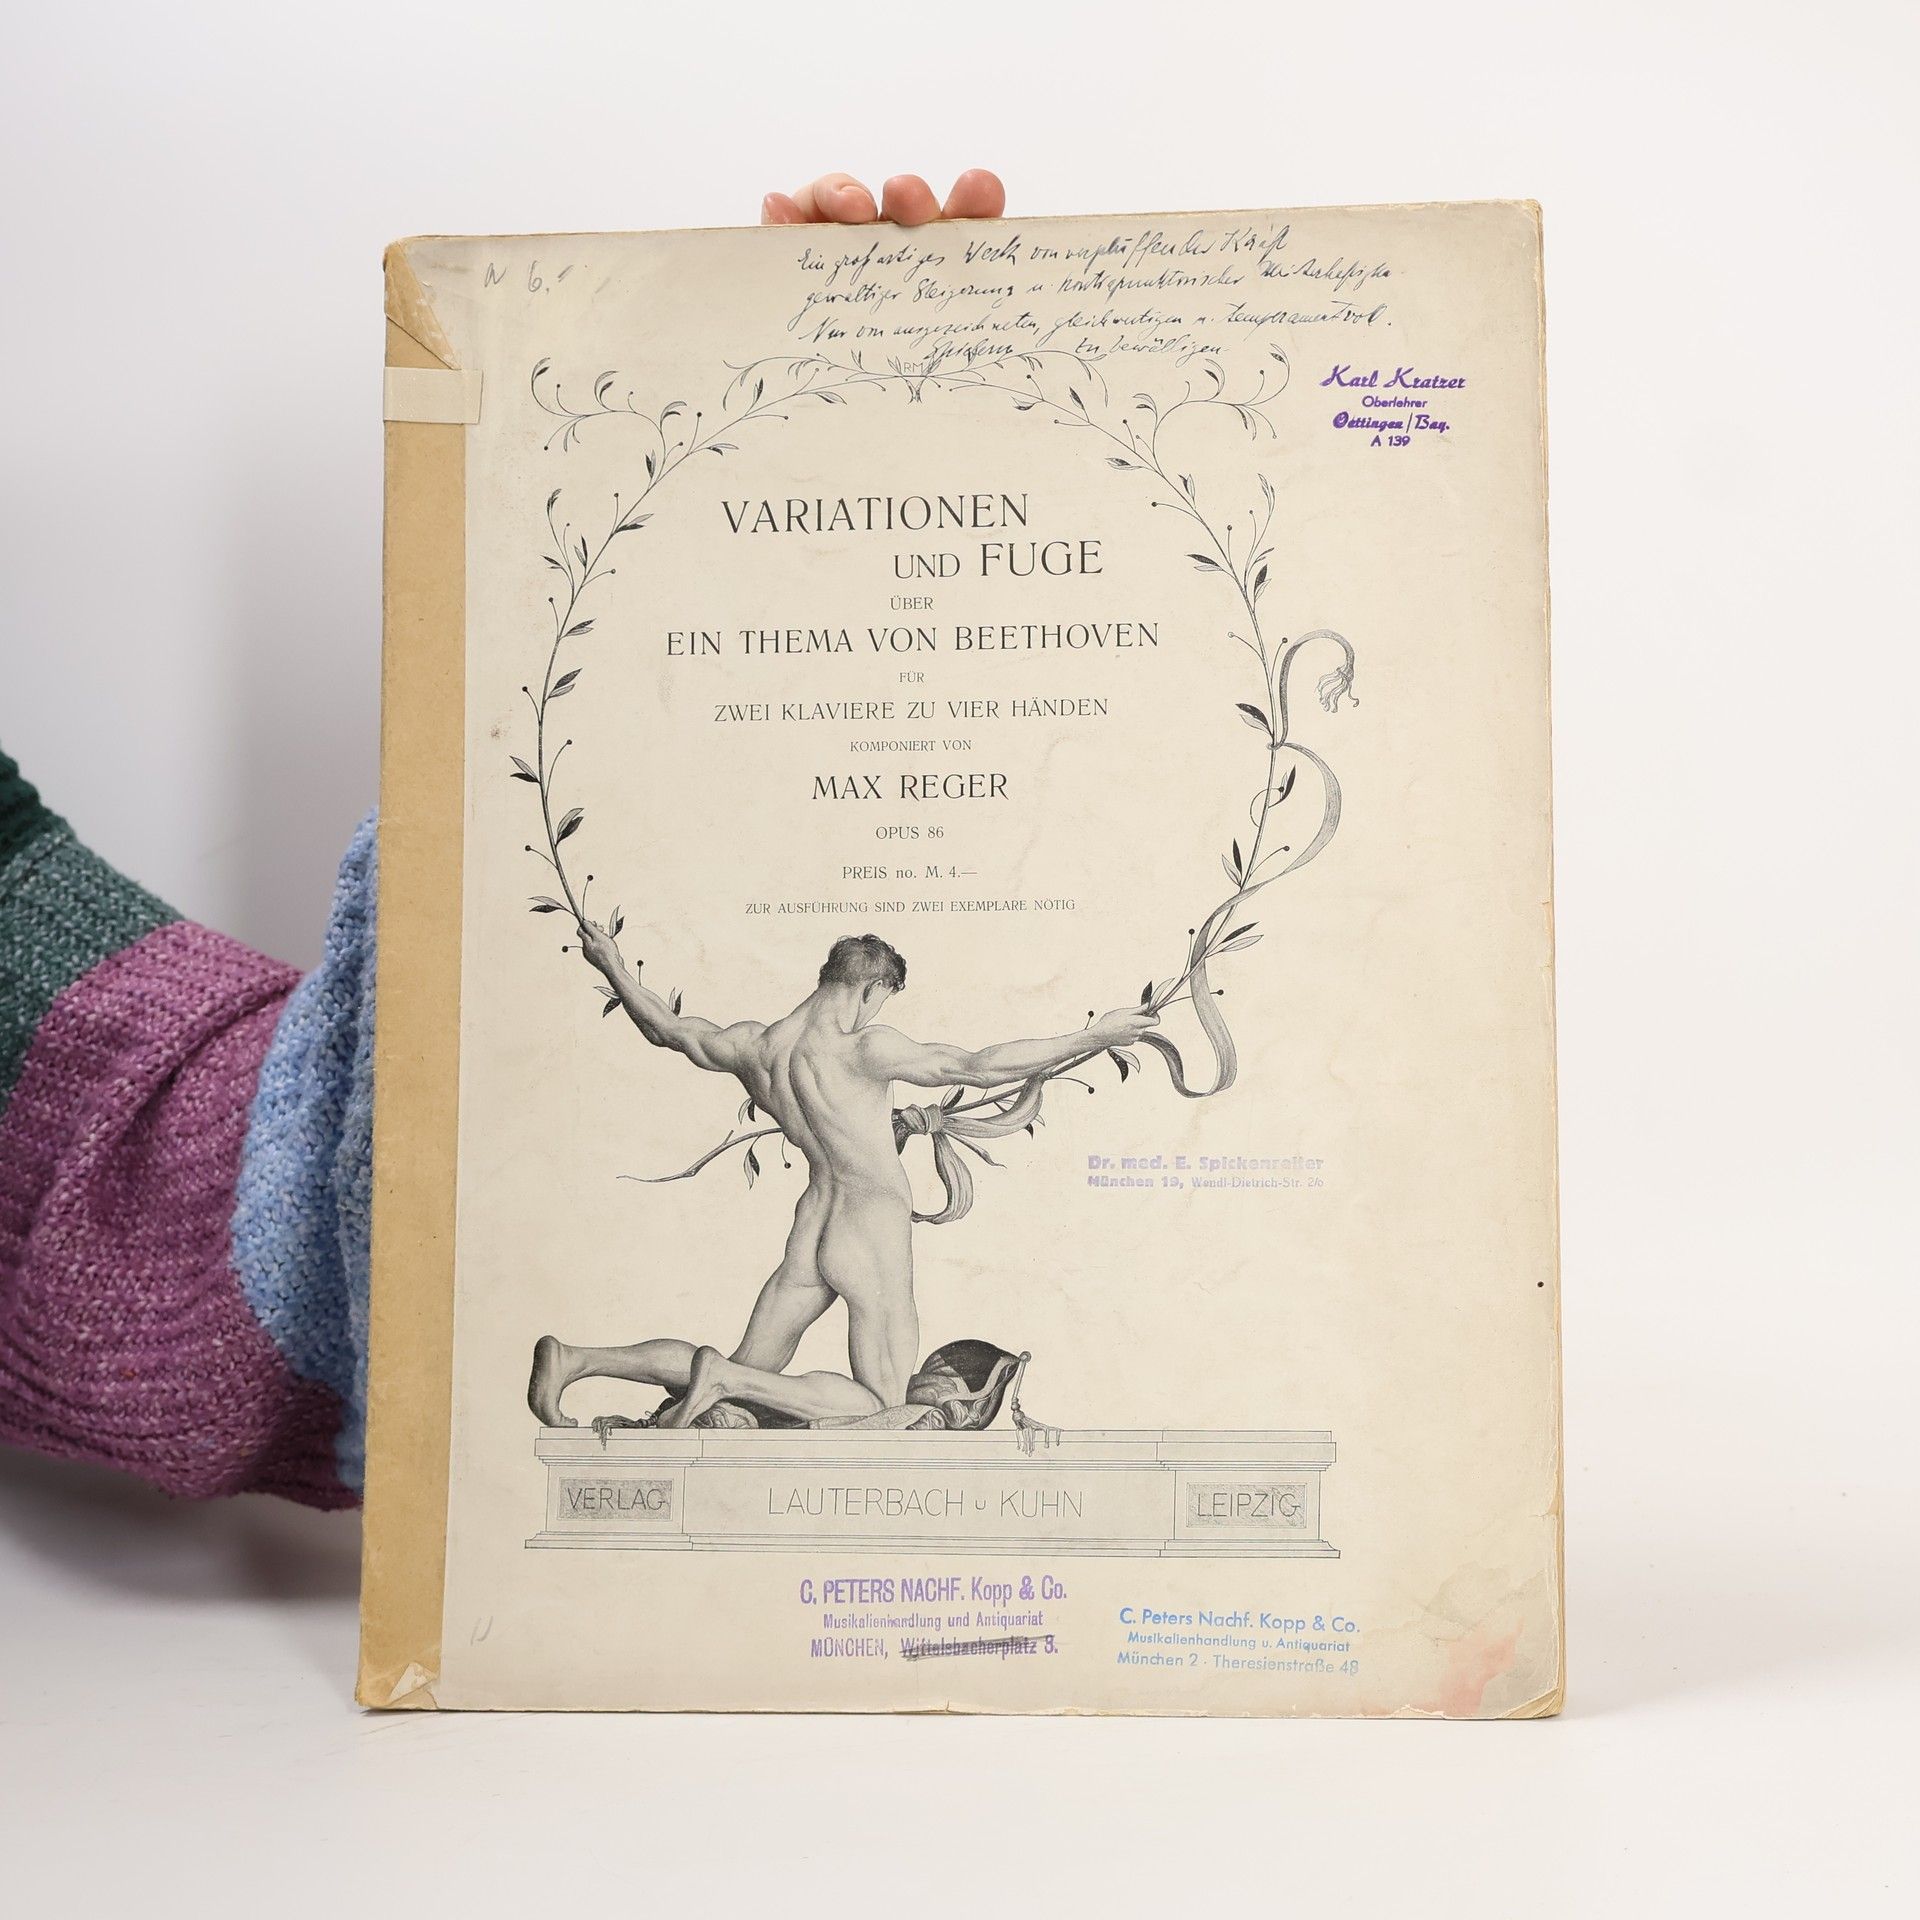 6.
Ein großartiges Werk von verplüffender Kraft
gewaltiger Steigerung u. kontrapunktorischer
Nur von ausgezeichneten, gleichwertigen u. temperamentvoll.
Spielern zu bewältigen.
RM
Karl Kratzer
Oberlehrer
Oettingen/Bay.
A 139
VARIATIONEN
UND FUGE
ÜBER
EIN THEMA VON BEETHOVEN
FÜR
ZWEI KLAVIERE ZU VIER HÄNDEN
KOMPONIERT VON
MAX REGER
OPUS 86
PREIS no. M. 4.—
ZUR AUSFÜHRUNG SIND ZWEI EXEMPLARE NÖTIG
Dr. med. E. Spickenreiter
München 19, Wendl-Dietrich-Str. 2/o
VERLAG LAUTERBACH U KUHN LEIPZIG
C. PETERS NACHF. Kopp & Co.
Musikalienhandlung und Antiquariat
MÜNCHEN, Wittelsbacherplatz 3.
C. Peters Nachf. Kopp & Co.
Musikalienhandlung u. Antiquariat
München 2 · Theresienstraße 48